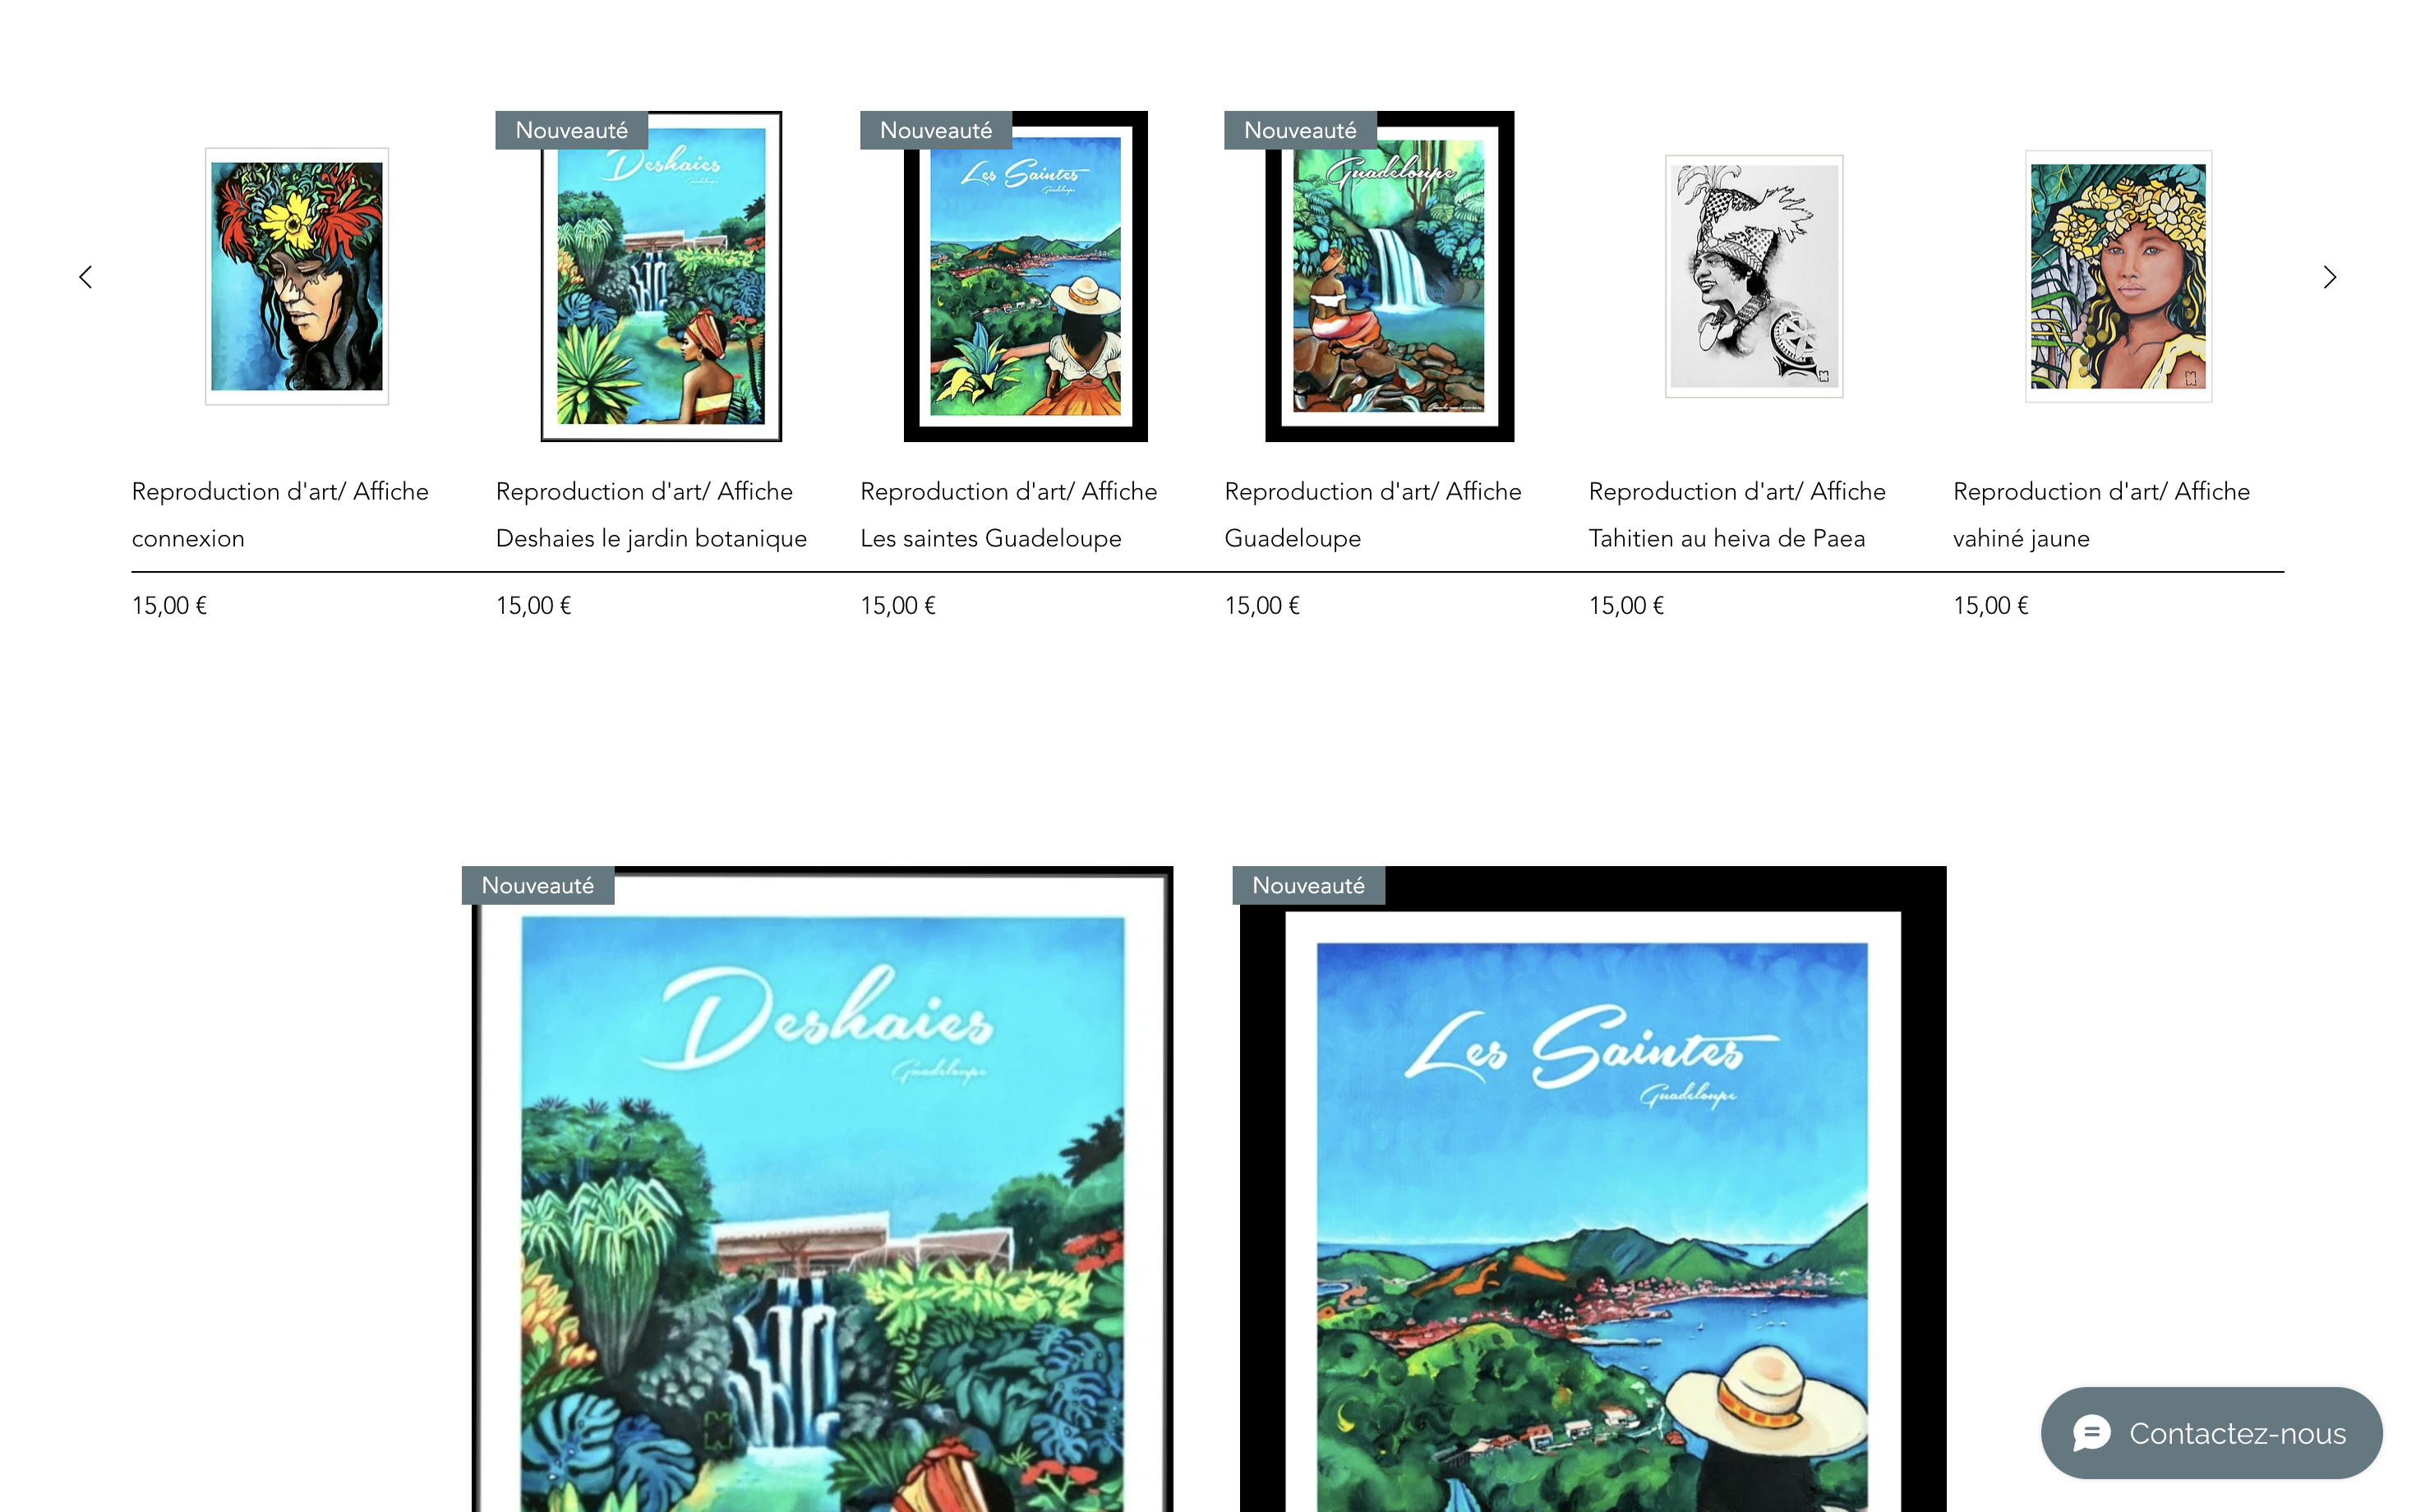 Nouveauté
Nouveauté
Nouveauté
Deshaies
Guadeloupe
Les Saintes
Guadeloupe
Guadeloupe
Reproduction d'art/ Affiche
connexion
Reproduction d'art/ Affiche
Deshaies le jardin botanique
Reproduction d'art/ Affiche
Les saintes Guadeloupe
Reproduction d'art/ Affiche
Guadeloupe
Reproduction d'art/ Affiche
Tahitien au heiva de Paea
Reproduction d'art/ Affiche
vahiné jaune
15,00 €
15,00 €
15,00 €
15,00 €
15,00 €
15,00 €
Nouveauté
Deshaies
Guadeloupe
Nouveauté
Les Saintes
Guadeloupe
Contactez-nous